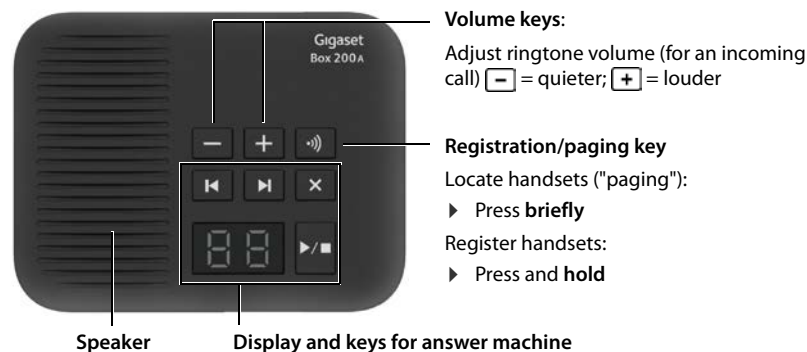 Volume keys:
Gigaset
Box 200A
Adjust ringtone volume (for an incoming
call) - = quieter; + = louder
Registration/paging key
Locate handsets ("paging"):
Press briefly
Register handsets:
Press and hold
88
Speaker
Display and keys for answer machine